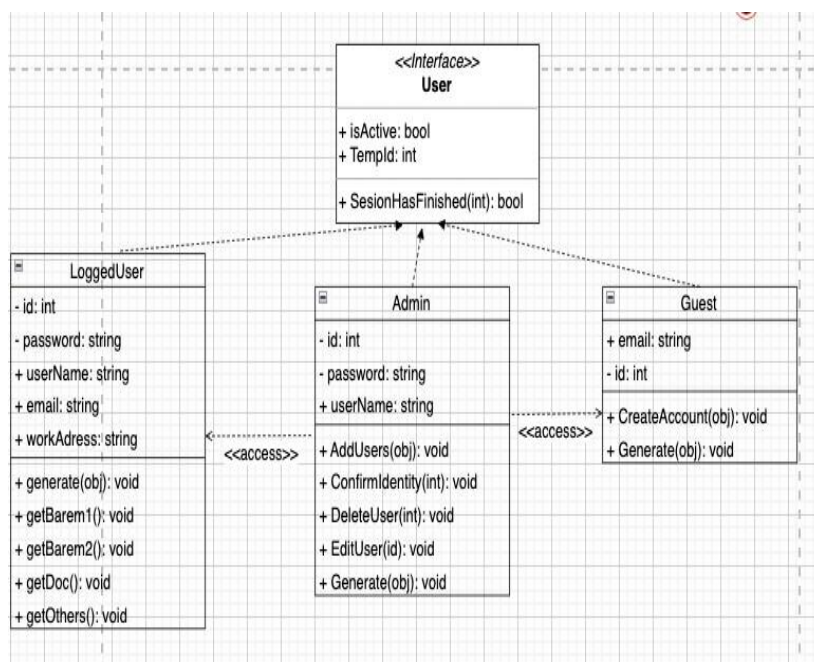 <<Interface>>
User
+ isActive: bool
+ TempId: int
+ SesionHasFinished(int): bool
LoggedUser
- id: int
- password: string
+ userName: string
+ email: string
+ workAdress: string
+ generate(obj): void
+ getBarem1(): void
+ getBarem2(): void
+ getDoc(): void
+ getOthers(): void
<<access>>
Admin
- id: int
- password: string
+ userName: string
+ AddUsers(obj): void
+ ConfirmIdentity(int): void
+ DeleteUser(int): void
+ EditUser(id): void
+ Generate(obj): void
<<access>>
Guest
+ email: string
- id: int
+ CreateAccount(obj): void
+ Generate(obj): void